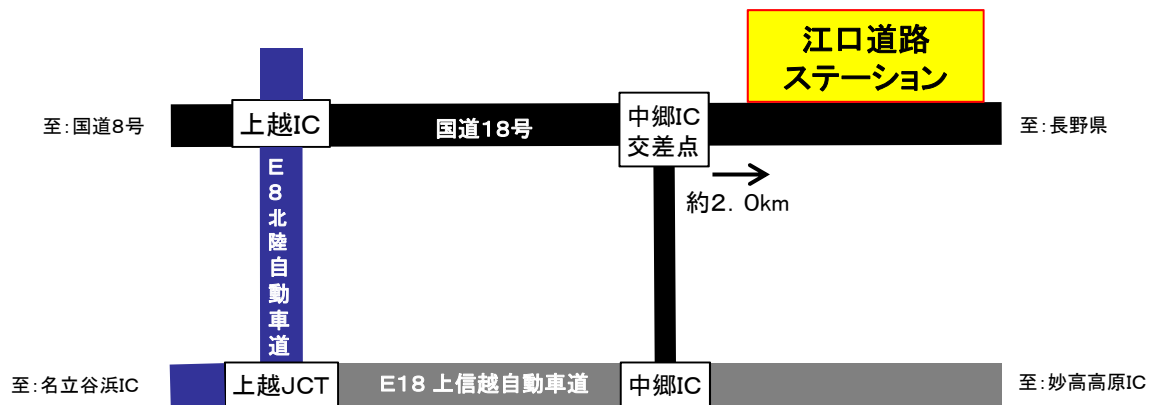 江口道路
ステーション
至：国道８号
上越IC
国道１８号
中郷IC
交差点
至：長野県
約２．０km
E
８
北
陸
自
動
車
道
至：名立谷浜IC
上越JCT
E１８ 上信越自動車道
中郷IC
至：妙高高原IC